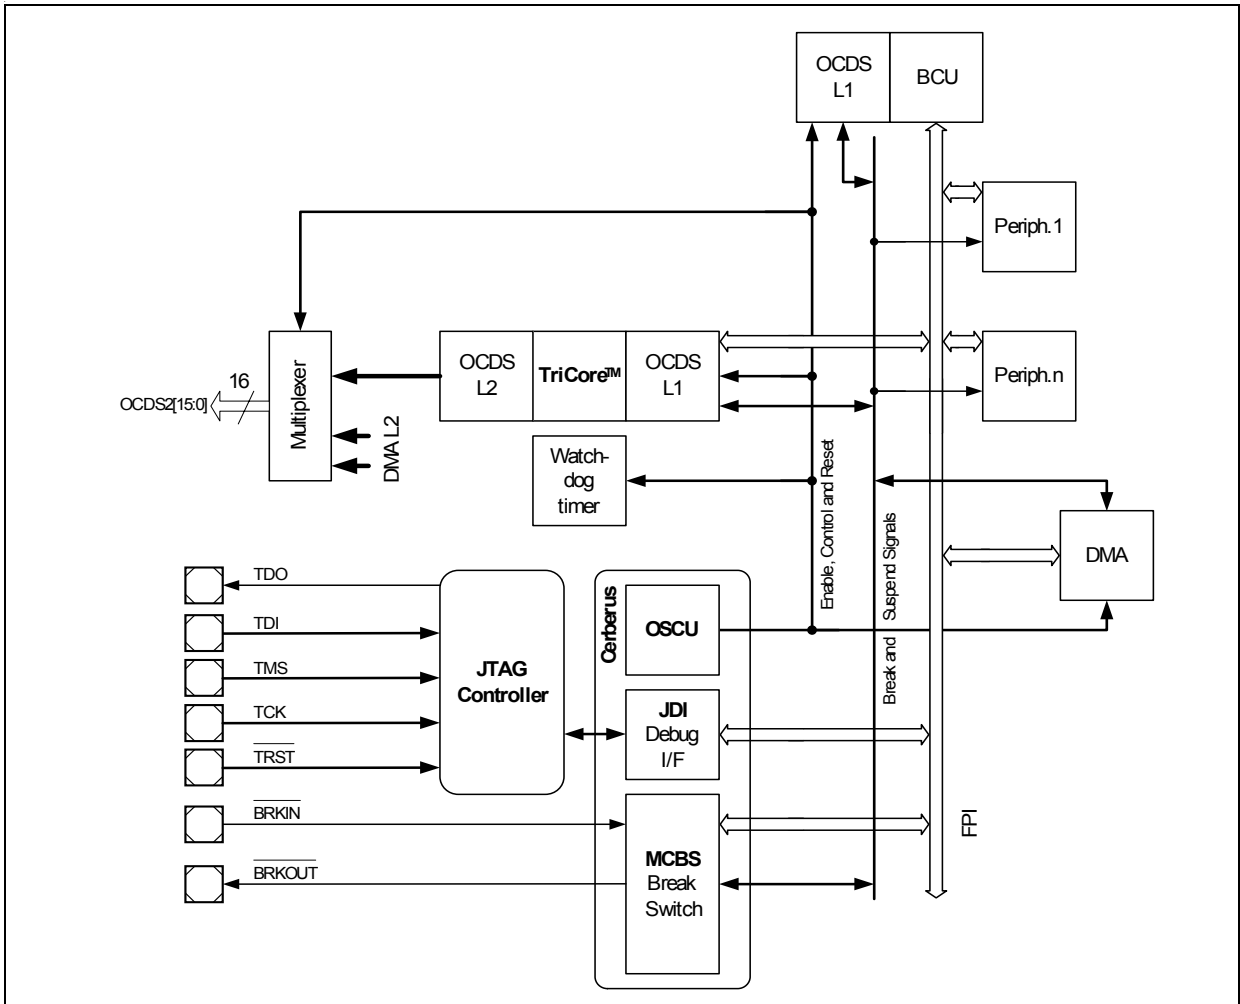 OCDS
L1
BCU
Periph.1
OCDS
L2
TriCore™
OCDS
L1
Periph.n
16
OCDS2[15:0]
Multiplexer
DMA L2
Watch-
dog
timer
Enable, Control and Reset
Break and Suspend Signals
DMA
TDO
TDI
TMS
TCK
TRST
BRKIN
BRKOUT
JTAG
Controller
Cerberus
OSCU
JDI
Debug
I/F
MCBS
Break
Switch
FPI